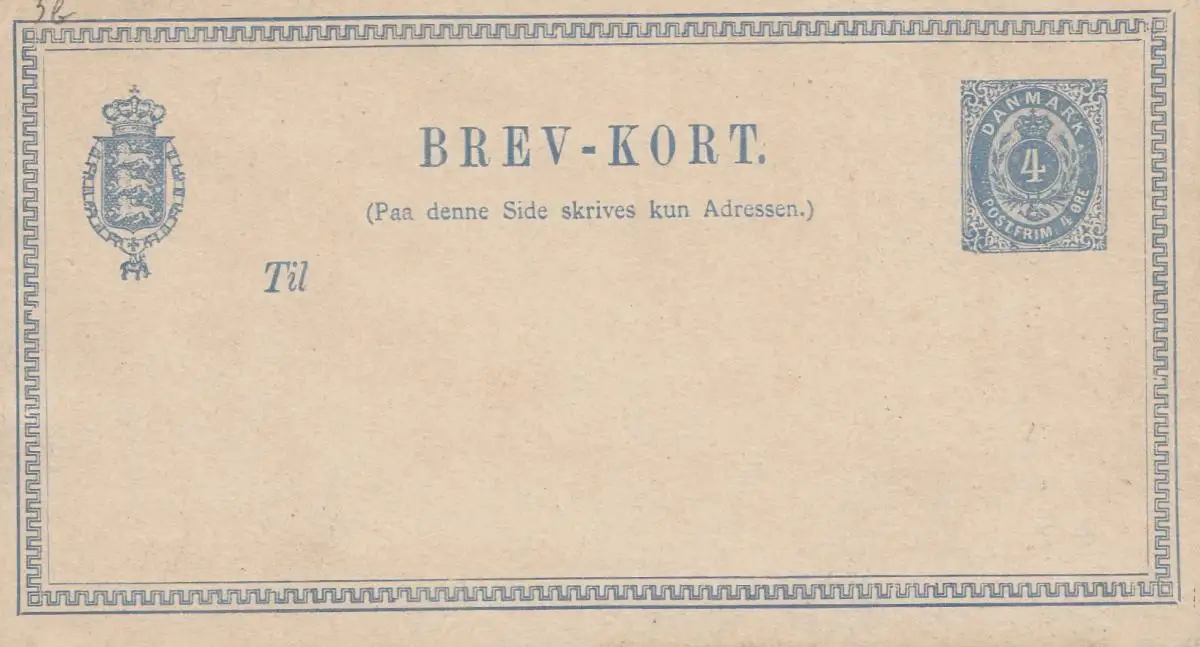 BREV-KORT.
(Paa denne Side skrives kun Adressen.)
Til
DANMARK
4
POSTFRIM. 4 ØRE